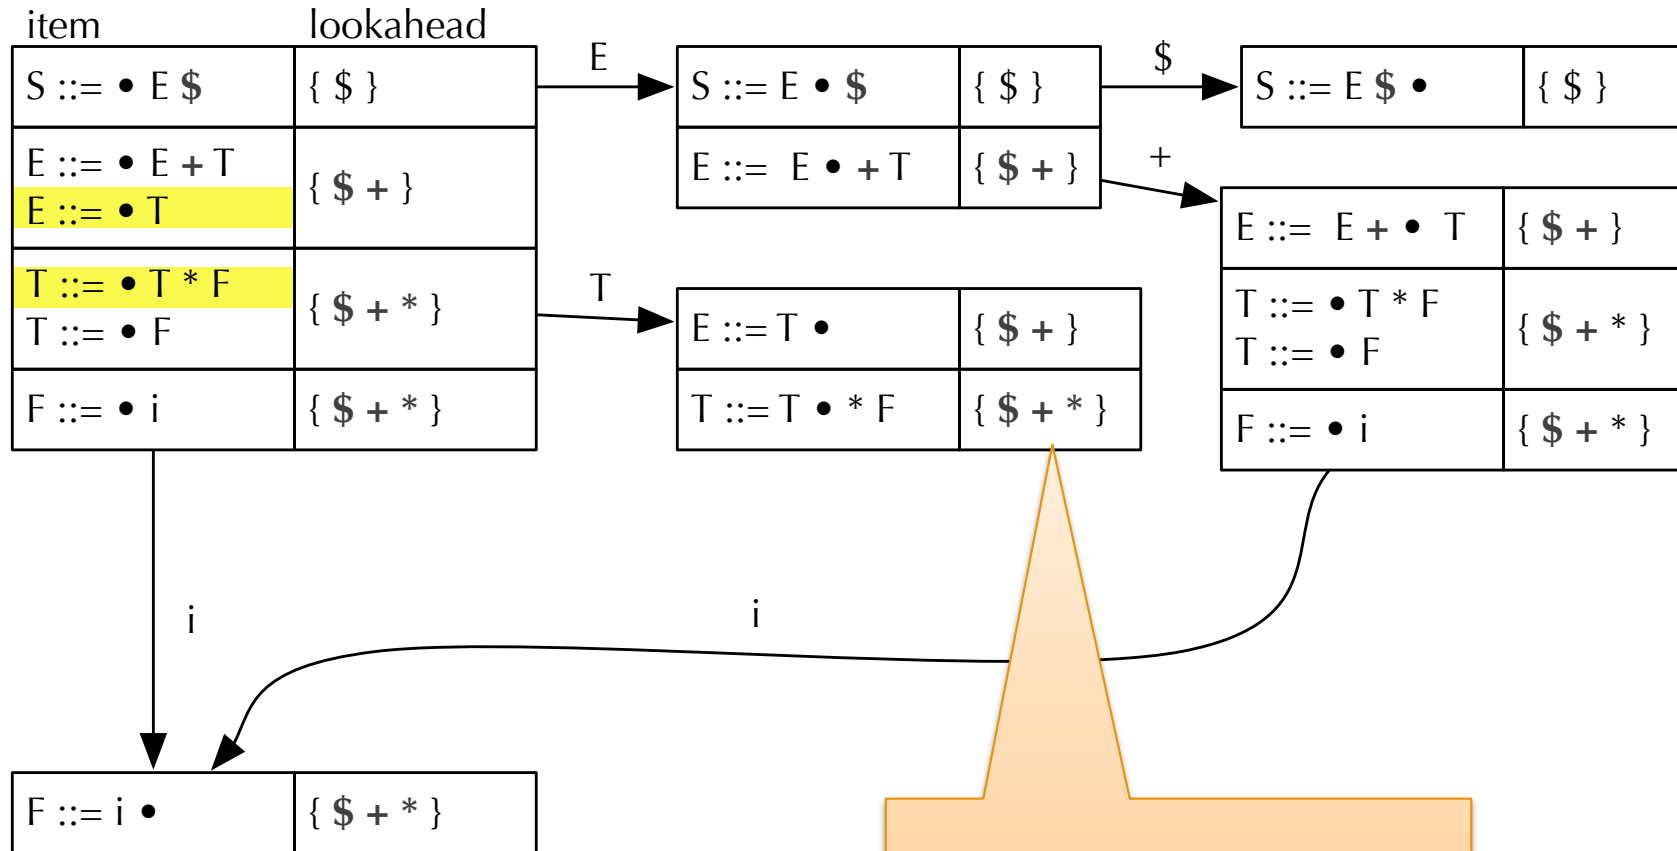 item lookahead
S ::= • E $ { $ }
E ::= • E + T
E ::= • T
{ $ + }
T ::= • T * F
T ::= • F
{ $ + * }
F ::= • i { $ + * }
E
S ::= E • $ { $ }
E ::= E • + T { $ + }
$
S ::= E $ • { $ }
+
E ::= E + • T { $ + }
T ::= • T * F
T ::= • F
{ $ + * }
F ::= • i { $ + * }
T
E ::= T • { $ + }
T ::= T • * F { $ + * }
i
i
F ::= i • { $ + * }